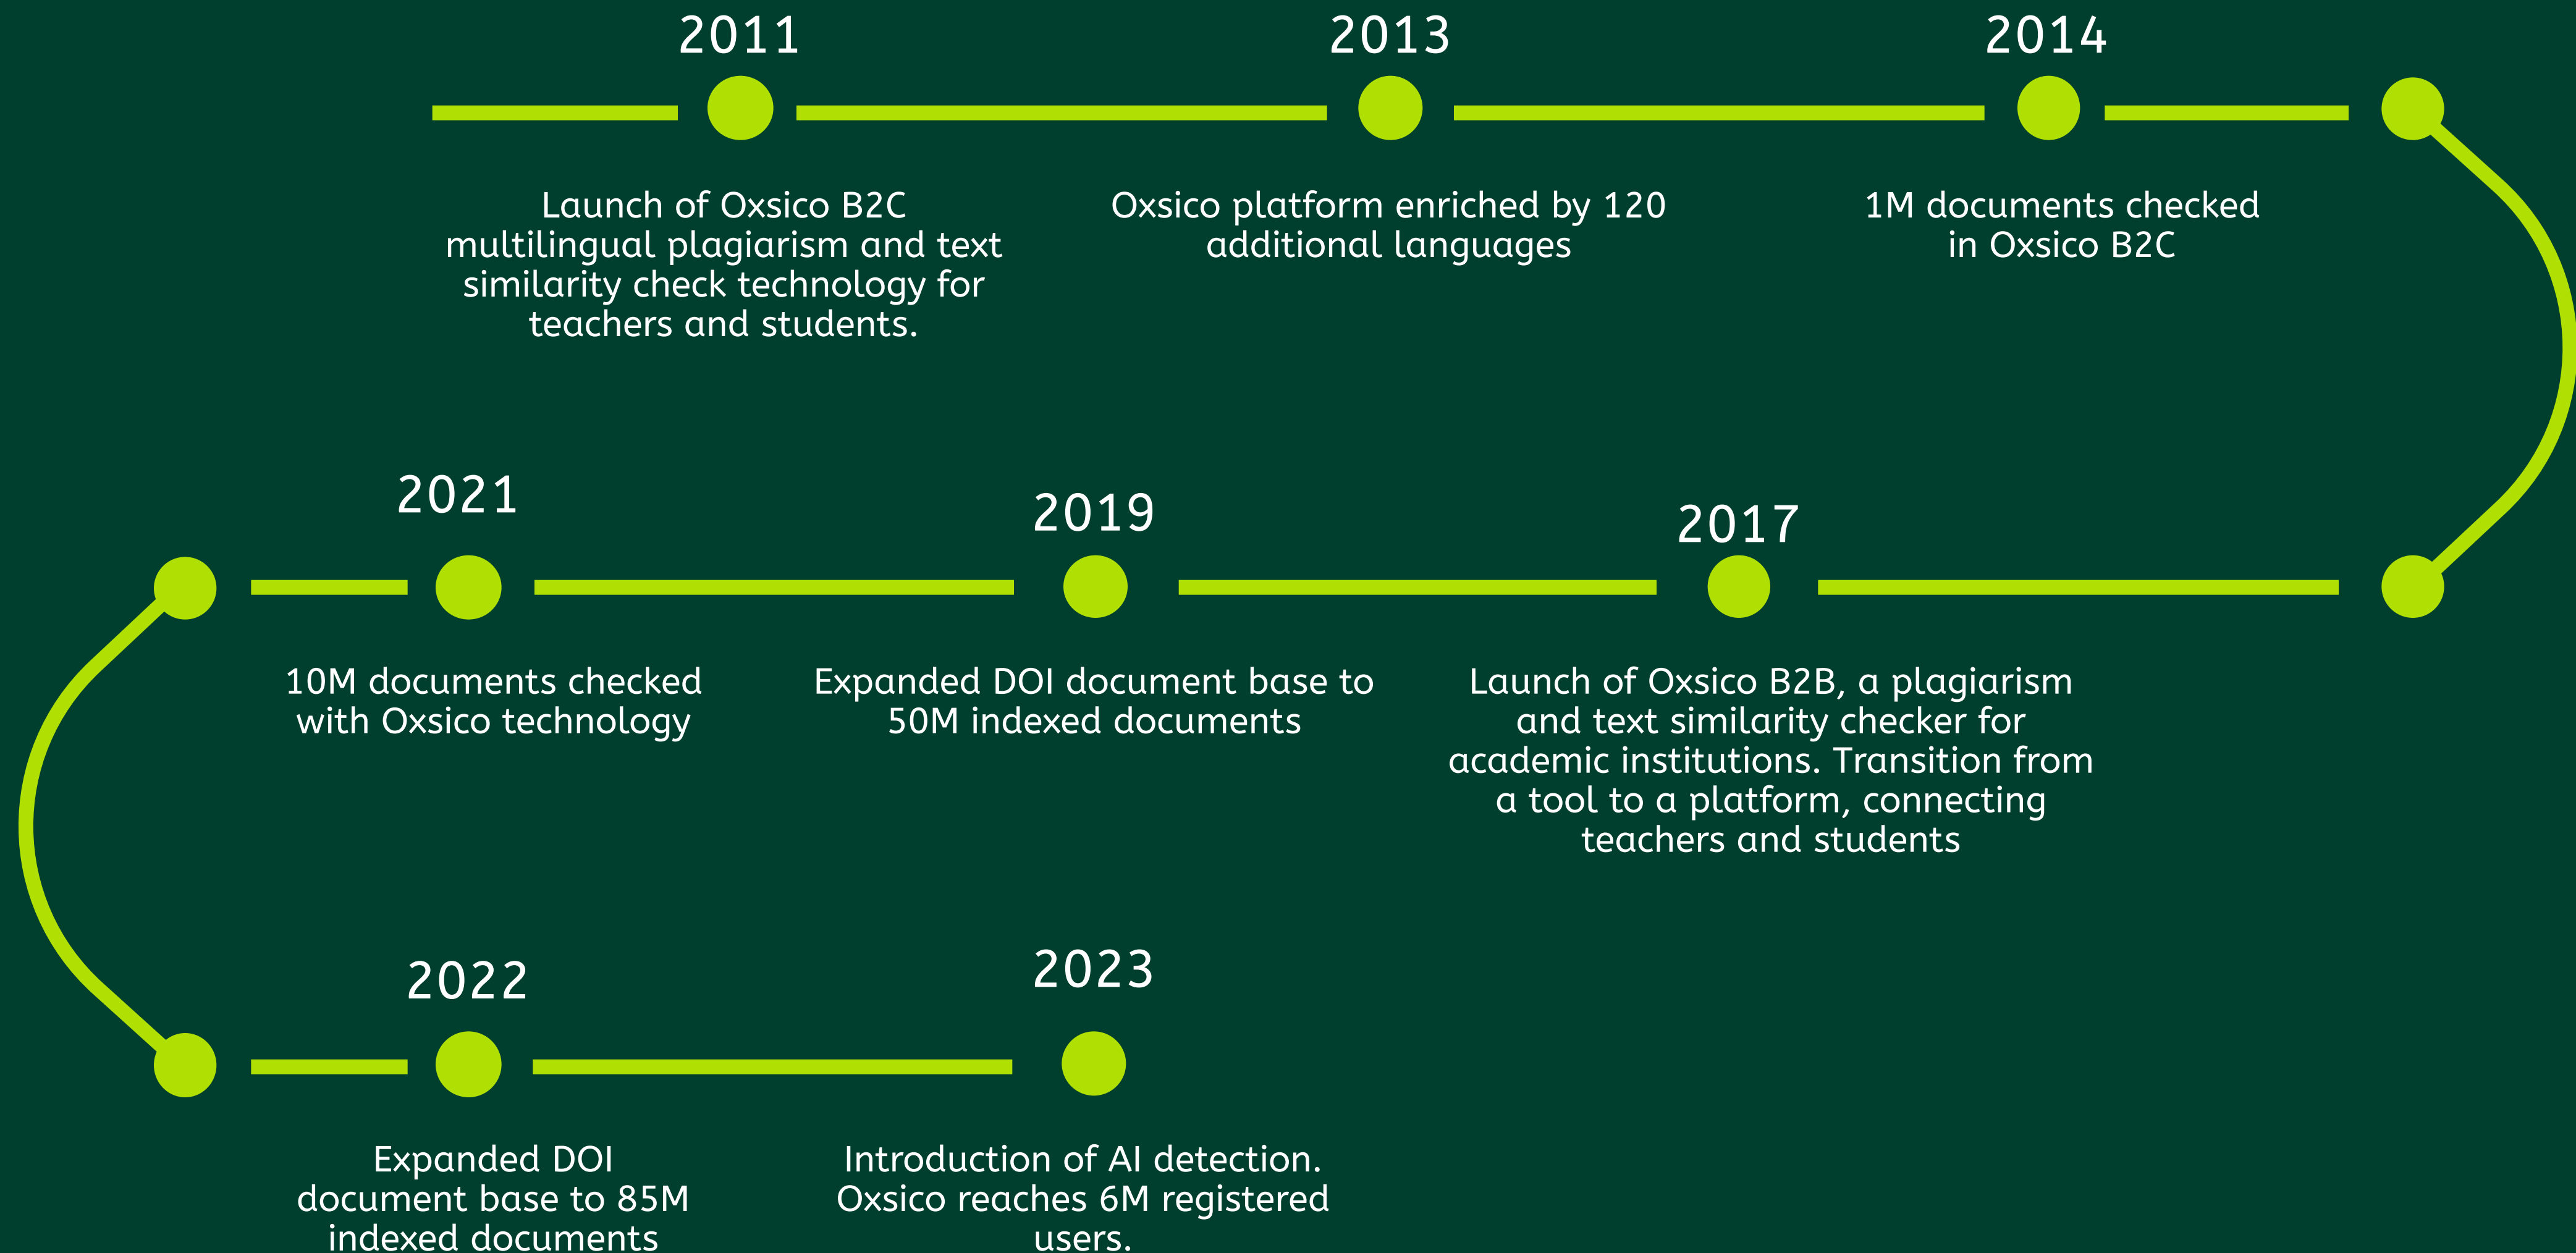 2011
Launch of Oxsico B2C
multilingual plagiarism and text
similarity check technology for
teachers and students.
2013
Oxsico platform enriched by 120
additional languages
2014
1M documents checked
in Oxsico B2C
2017
Launch of Oxsico B2B, a plagiarism
and text similarity checker for
academic institutions. Transition from
a tool to a platform, connecting
teachers and students
2019
Expanded DOI document base to
50M indexed documents
2021
10M documents checked
with Oxsico technology
2022
Expanded DOI
document base to 85M
indexed documents
2023
Introduction of AI detection.
Oxsico reaches 6M registered
users.